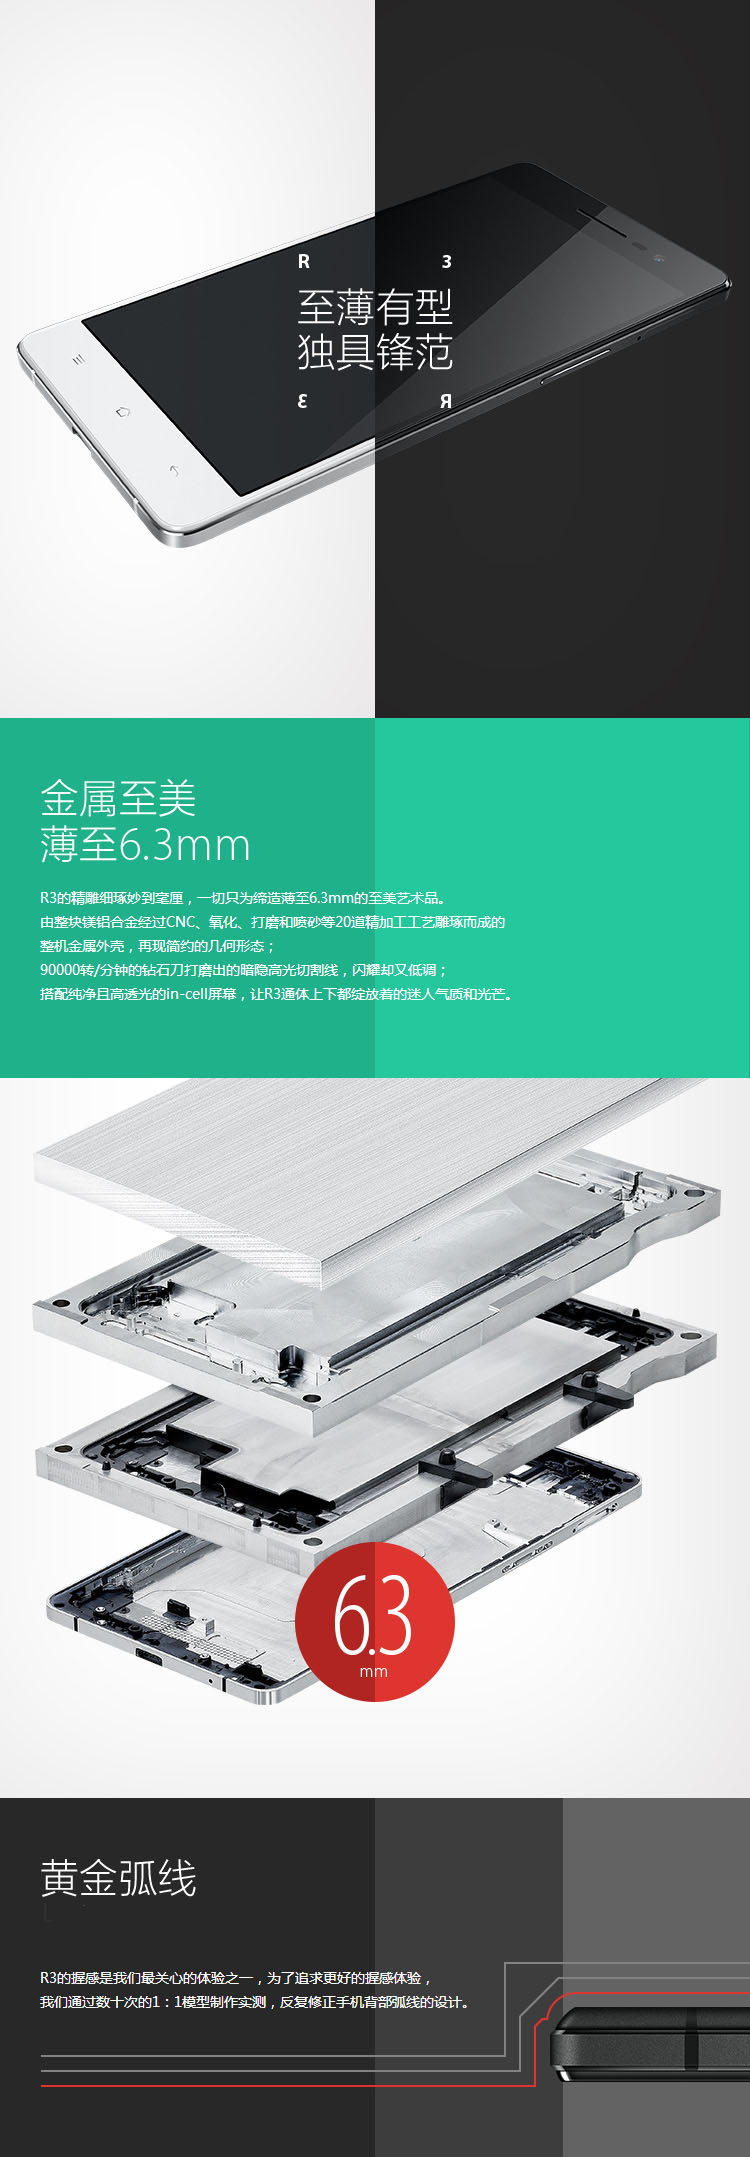 R 3
至薄有型
独具锋范
3 R
金属至美
薄至6.3mm
R3的精雕细琢妙到毫厘，一切只为缔造薄至6.3mm的至美艺术品。
由整块镁铝合金经过CNC、氧化、打磨和喷砂等20道精加工工艺雕琢而成的
整机金属外壳，再现简约的几何形态；
90000转/分钟的钻石刀打磨出的暗隐高光切割线，闪耀却又低调；
搭配纯净且高透光的in-cell屏幕，让R3通体上下都绽放着的迷人气质和光芒。
6.3
mm
黄金弧线
R3的握感是我们最关心的体验之一，为了追求更好的握感体验，
我们通过数十次的1：1模型制作实测，反复修正手机背部弧线的设计。